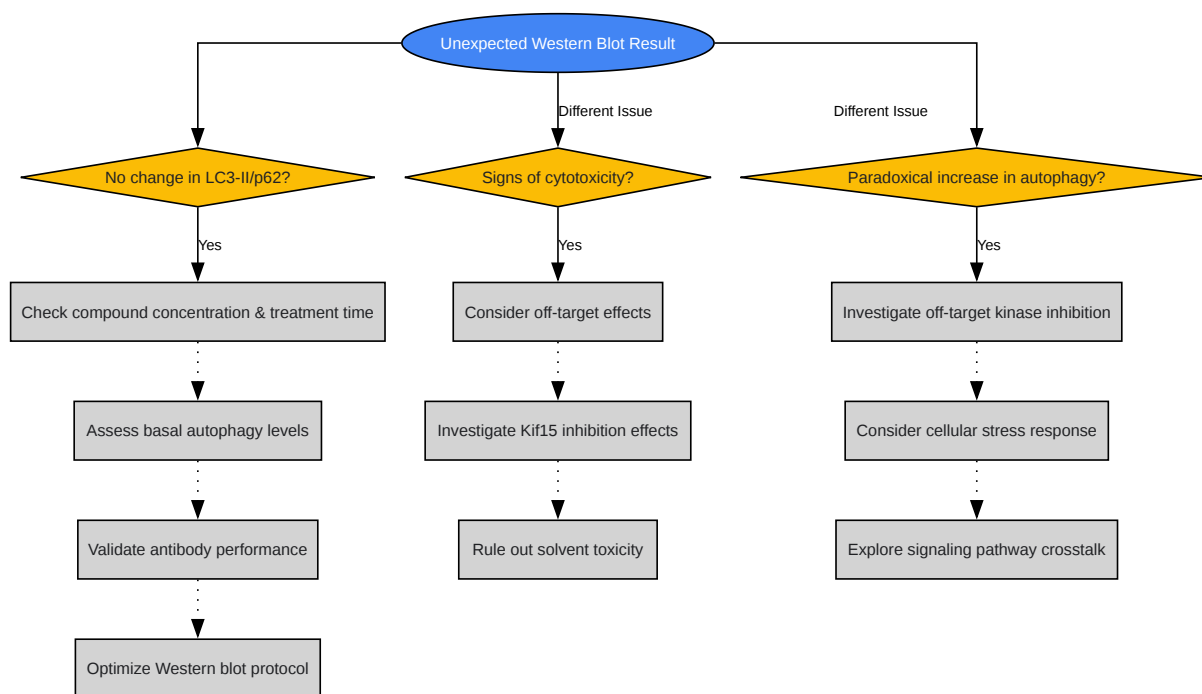 Unexpected Western Blot Result
Different Issue
Different Issue
No change in LC3-II/p62?
Signs of cytotoxicity?
Paradoxical increase in autophagy?
Yes
Yes
Yes
Check compound concentration & treatment time
Consider off-target effects
Investigate off-target kinase inhibition
Assess basal autophagy levels
Investigate Kif15 inhibition effects
Consider cellular stress response
Validate antibody performance
Rule out solvent toxicity
Explore signaling pathway crosstalk
Optimize Western blot protocol